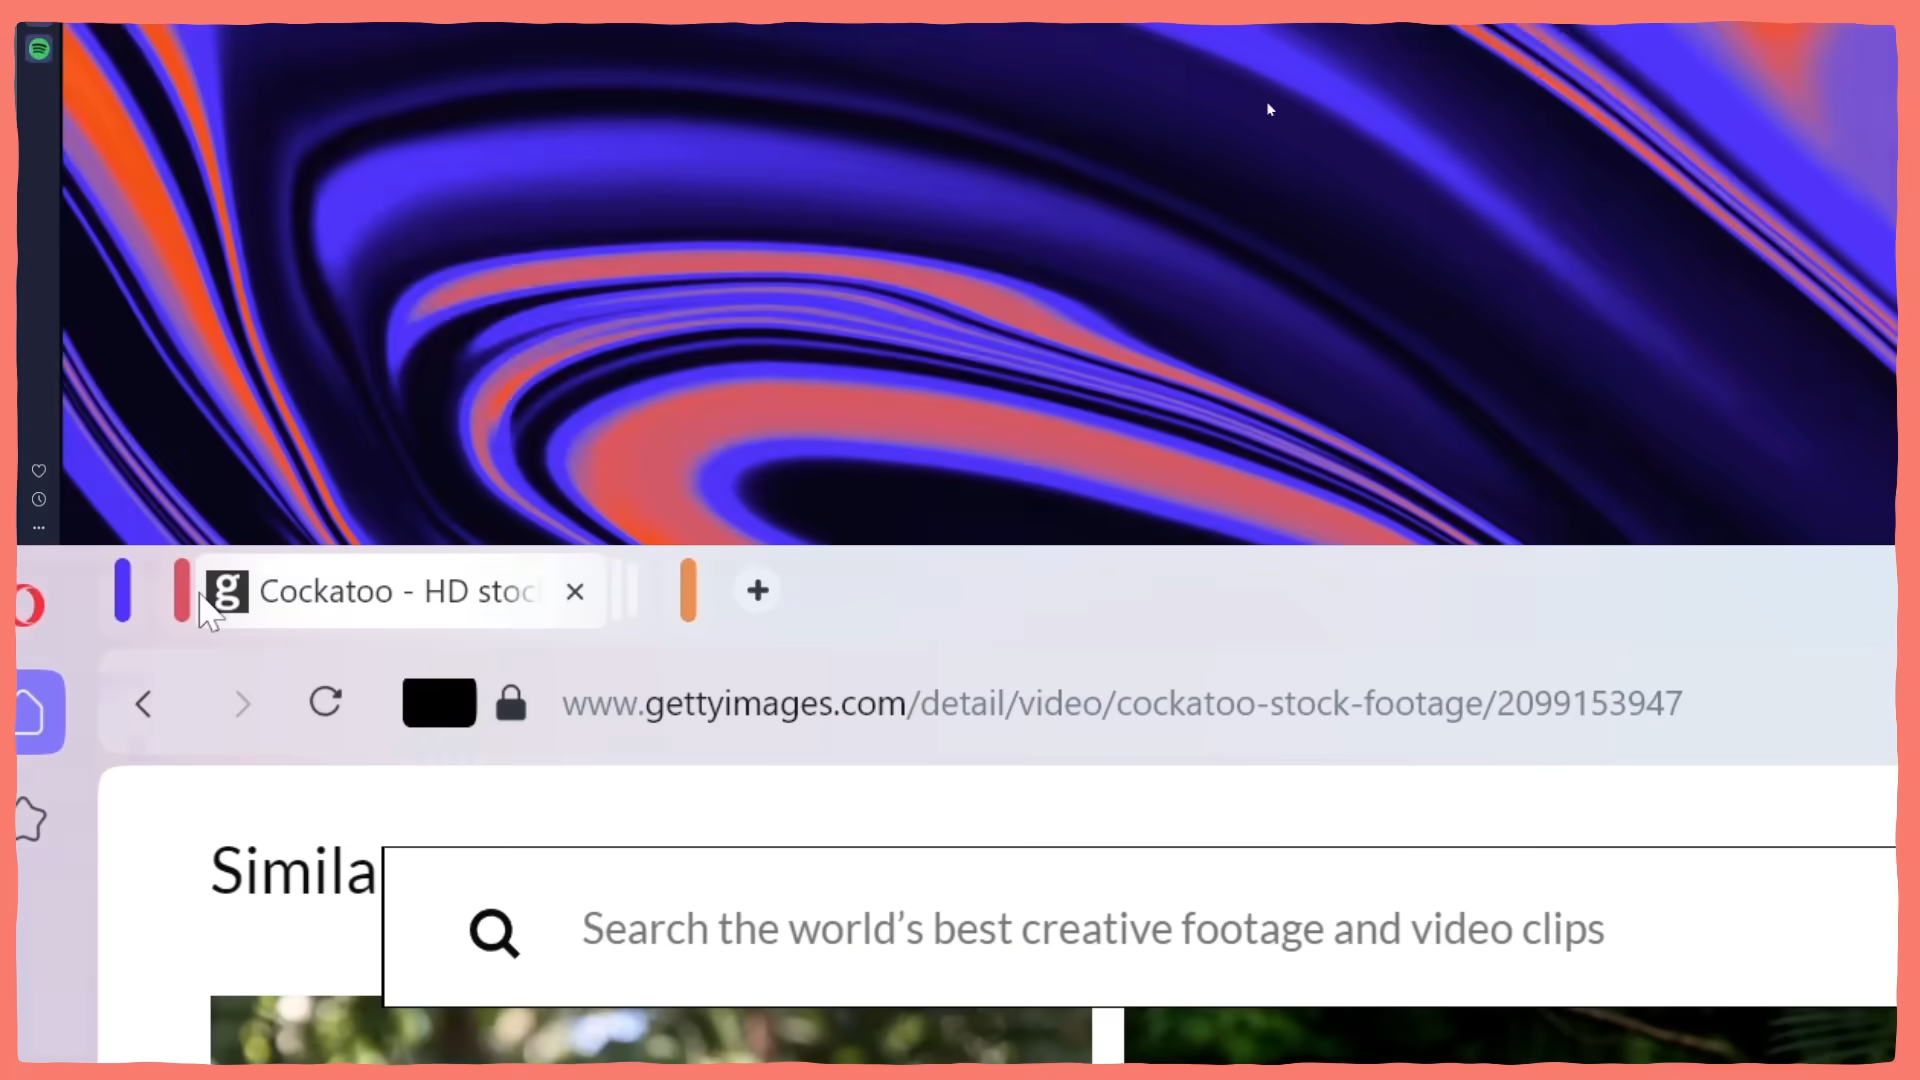 g Cockatoo - HD stoc
www.gettyimages.com/detail/video/cockatoo-stock-footage/2099153947
Simila
Search the world’s best creative footage and video clips